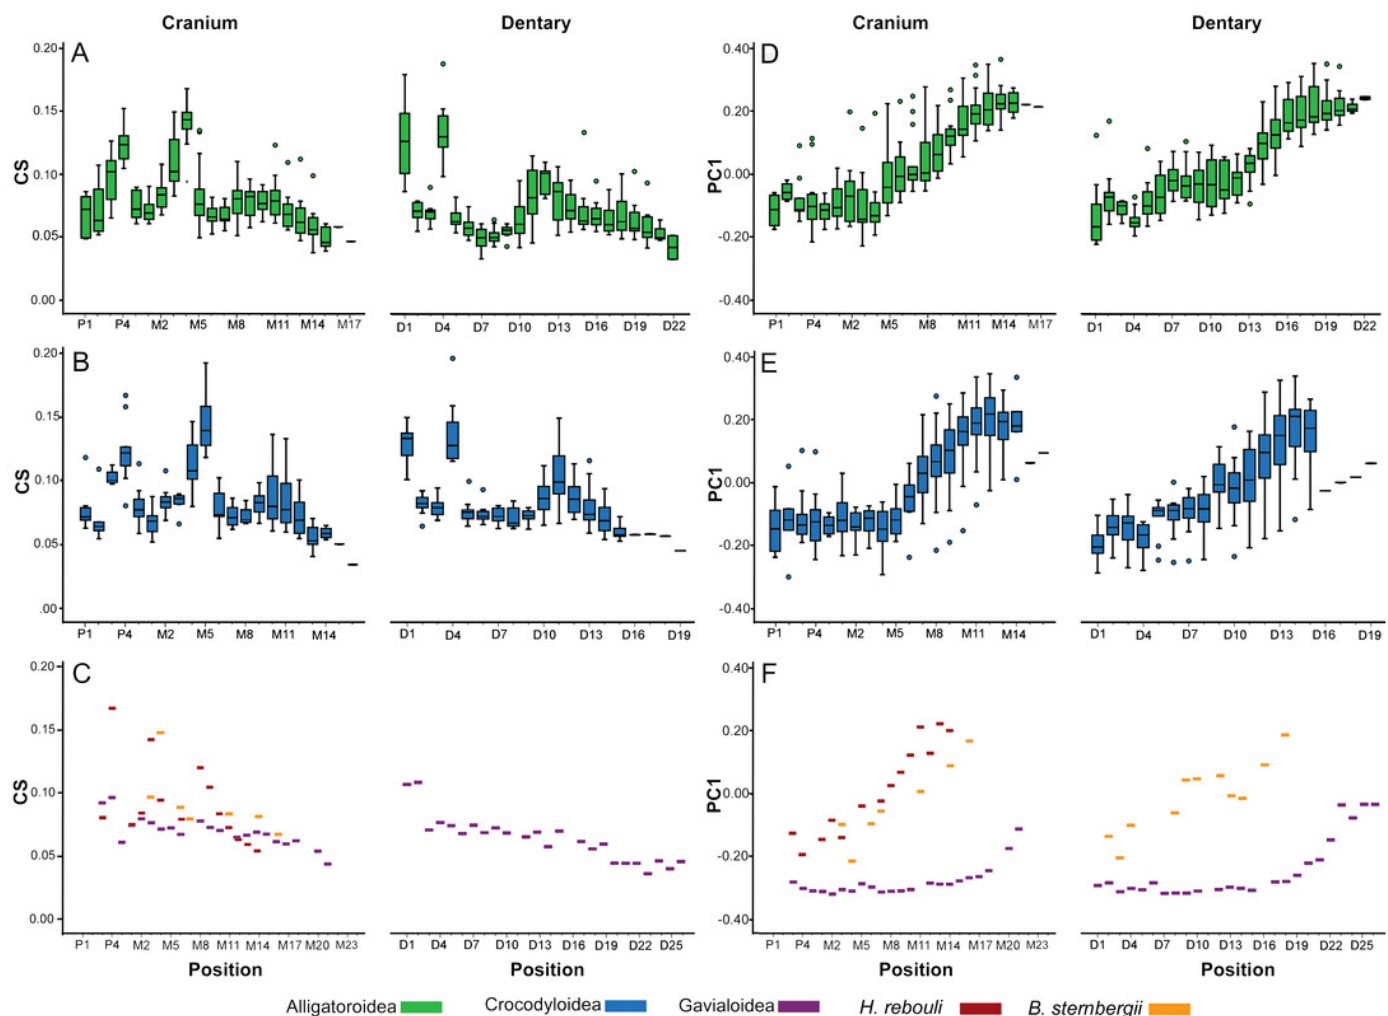 Cranium Dentary Cranium Dentary
A
0.20
0.15
0.10
0.05
0.00
CS
P1 P4 M2 M5 M8 M11 M14 M17
D1 D4 D7 D10 D13 D16 D19 D22
D
0.40
0.20
0.00
-0.20
-0.40
PC1
P1 P4 M2 M8 M11 M14 M17
D1 D4 D7 D10 D13 D16 D19 D22
B
0.20
0.15
0.10
0.05
.00
CS
P1 P4 M2 M5 M8 M11 M14
D1 D4 D7 D10 D13 D16 D19
E
0.40
0.20
0.00
-0.20
-0.40
PC1
P1 P4 M2 M5 M8 M11 M14
D1 D4 D7 D10 D13 D16 D19
C
0.20
0.15
0.10
0.05
0.00
CS
P1 P4 M2 M5 M8 M11 M14 M17 M20 M23
D1 D4 D7 D10 D13 D16 D19 D22 D25
F
0.40
0.20
0.00
-0.20
-0.40
PC1
P1 P4 M2 M5 M8 M11 M14 M17 M20 M23
D1 D4 D7 D10 D13 D16 D19 D22 D25
Position Position Position Position
Alligatoroidea Crocodyloidea Gavialoidea H. rebouli B. sternbergii